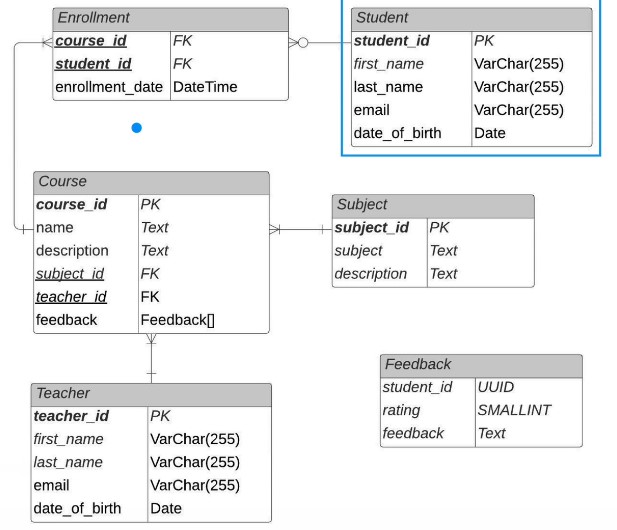 Enrollment
course_id FK
student_id FK
enrollment_date DateTime
Student
student_id PK
first_name VarChar(255)
last_name VarChar(255)
email VarChar(255)
date_of_birth Date
Course
course_id PK
name Text
description Text
subject_id FK
teacher_id FK
feedback Feedback[]
Subject
subject_id PK
subject Text
description Text
Teacher
teacher_id PK
first_name VarChar(255)
last_name VarChar(255)
email VarChar(255)
date_of_birth Date
Feedback
student_id UUID
rating SMALLINT
feedback Text